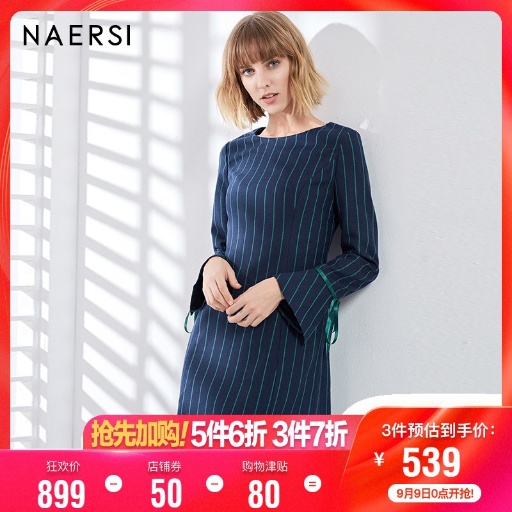 NAERSI
抢先加购! 5件6折 3件7折
3件预估到手价:
狂欢价
899
-
店铺券
50
-
购物津贴
80
=
¥ 539
9月9日0点开抢!